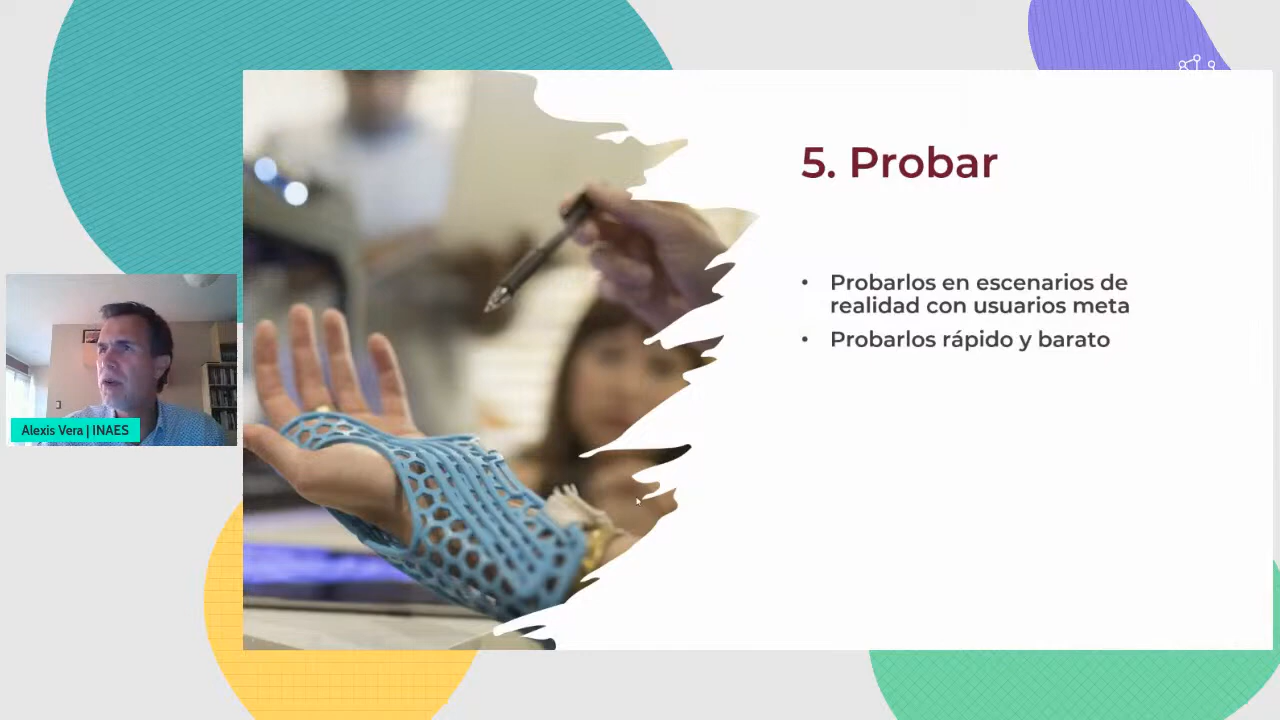 5. Probar
• Probarlos en escenarios de
realidad con usuarios meta
• Probarlos rápido y barato
Alexis Vera | INAES